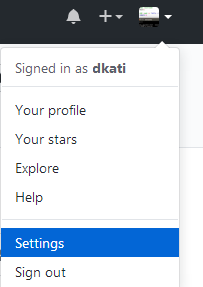 Signed in as dkati
Your profile
Your stars
Explore
Help
Settings
Sign out